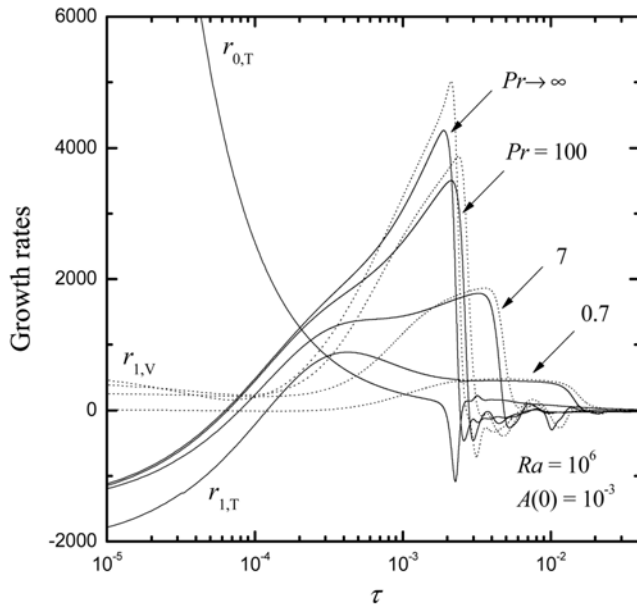 6000
r0,T
Pr→ ∞
4000
Pr = 100
Growth rates
2000
7
0.7
r1,V
0
r1,T
Ra = 10^6
A(0) = 10^-3
-2000
10^-5
10^-4
10^-3
10^-2
τ